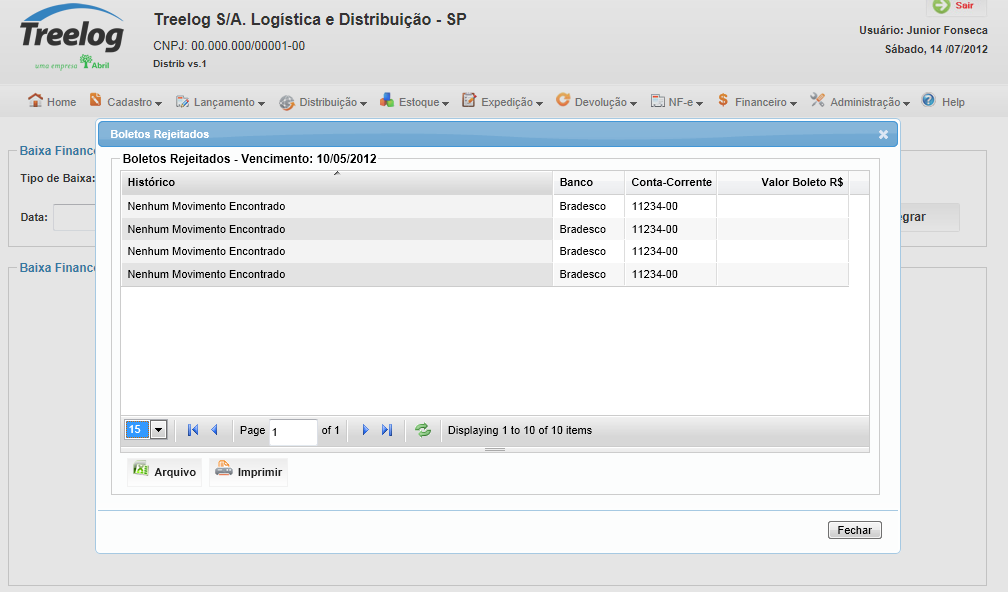 Treelog
uma empresa Abril
Treelog S/A. Logística e Distribuição - SP
CNPJ: 00.000.000/00001-00
Distrib vs.1
Sair
Usuário: Junior Fonseca
Sábado, 14 /07/2012
Home Cadastro Lançamento Distribuição Estoque Expedição Devolução NF-e Financeiro Administração Help
Baixa Financ
Tipo de Baixa:
Data:
grar
Baixa Financ
Boletos Rejeitados
Boletos Rejeitados - Vencimento: 10/05/2012
Histórico Banco Conta-Corrente Valor Boleto R$
Nenhum Movimento Encontrado Bradesco 11234-00
Nenhum Movimento Encontrado Bradesco 11234-00
Nenhum Movimento Encontrado Bradesco 11234-00
Nenhum Movimento Encontrado Bradesco 11234-00
15 Page 1 of 1 Displaying 1 to 10 of 10 items
Arquivo Imprimir
Fechar